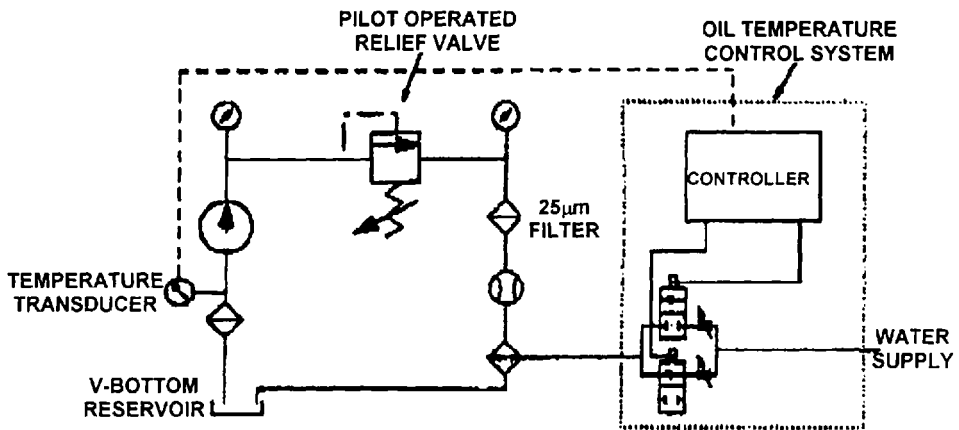 PILOT OPERATED
RELIEF VALVE
OIL TEMPERATURE
CONTROL SYSTEM
CONTROLLER
25μm
FILTER
TEMPERATURE
TRANSDUCER
WATER
SUPPLY
V-BOTTOM
RESERVOIR